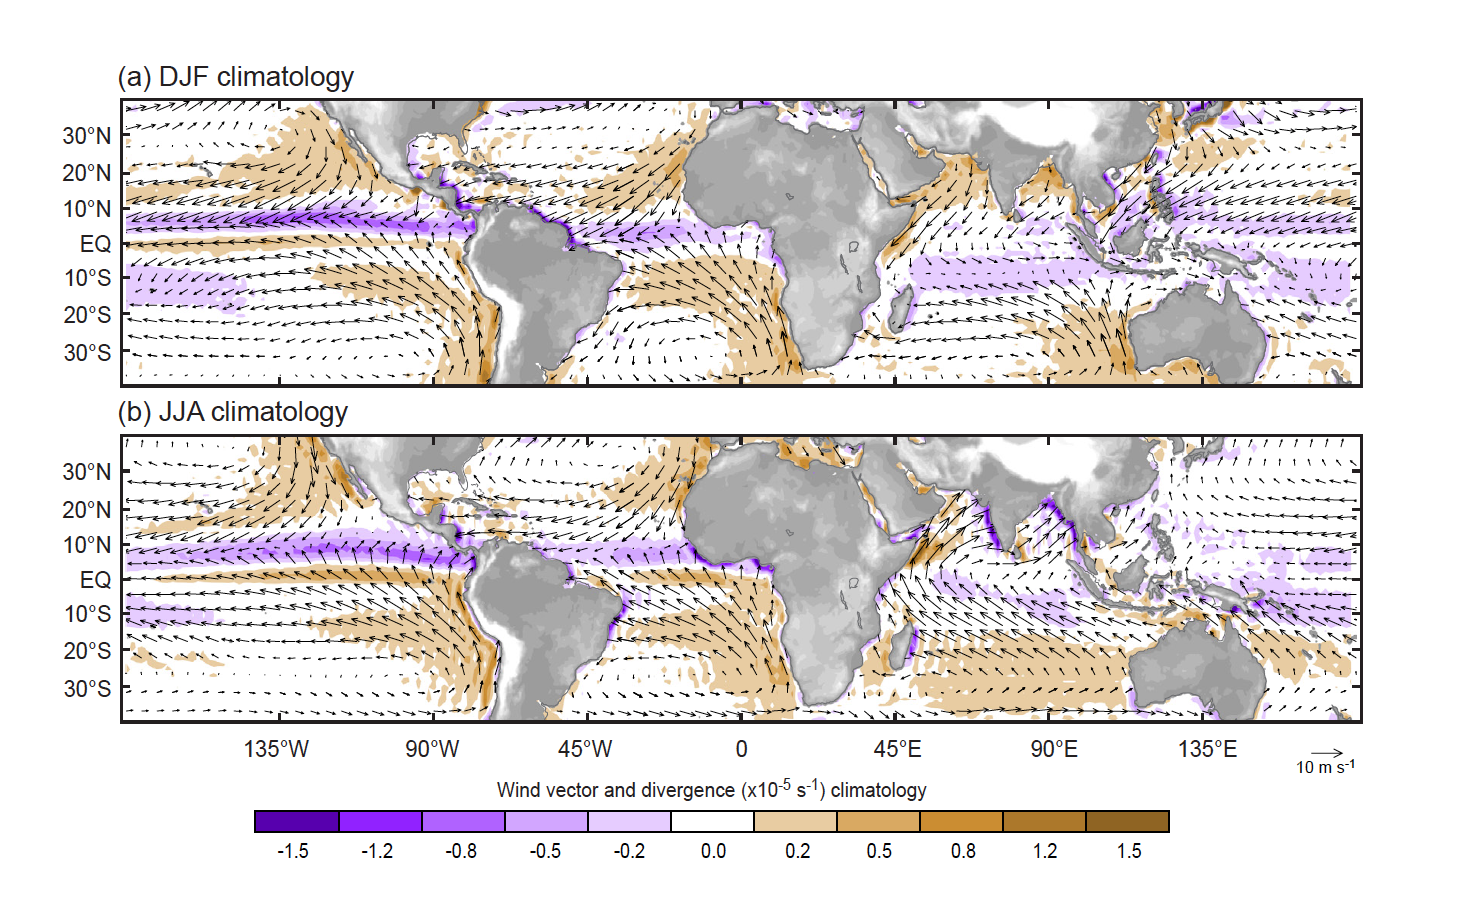 (a) DJF climatology
30°N
20°N
10°N
EQ
10°S
20°S
30°S
(b) JJA climatology
30°N
20°N
10°N
EQ
10°S
20°S
30°S
135°W 90°W 45°W 0 45°E 90°E 135°E
10 m s-1
Wind vector and divergence (x10-5 s-1) climatology
-1.5 -1.2 -0.8 -0.5 -0.2 0.0 0.2 0.5 0.8 1.2 1.5